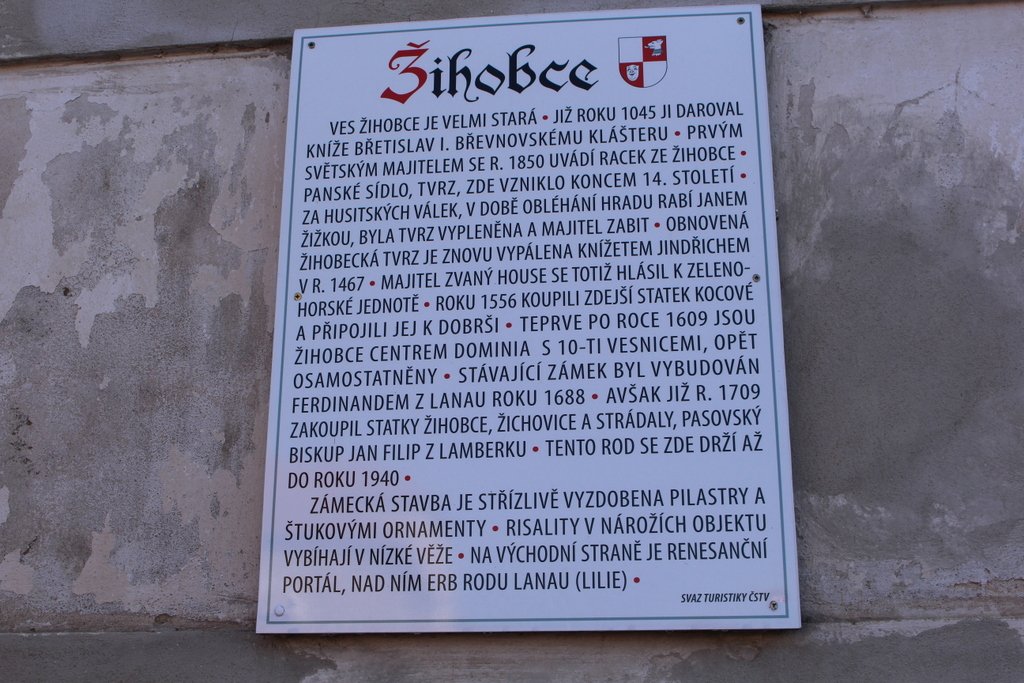 Žihobce
VES ŽIHOBCE JE VELMI STARÁ • JIŽ ROKU 1045 JI DAROVAL
KNÍŽE BŘETISLAV I. BŘEVNOVSKÉMU KLÁŠTERU • PRVÝM
SVĚTSKÝM MAJITELEM SE R. 1850 UVÁDÍ RACEK ZE ŽIHOBCE •
PANSKÉ SÍDLO, TVRZ, ZDE VZNIKLO KONCEM 14. STOLETÍ •
ZA HUSITSKÝCH VÁLEK, V DOBĚ OBLÉHÁNÍ HRADU RABÍ JANEM
ŽIŽKOU, BYLA TVRZ VYPLENĚNA A MAJITEL ZABIT • OBNOVENÁ
ŽIHOBECKÁ TVRZ JE ZNOVU VYPÁLENA KNÍŽETEM JINDŘICHEM
V R. 1467 • MAJITEL ZVANÝ HOUSE SE TOTIŽ HLÁSIL K ZELENO-
HORSKÉ JEDNOTĚ • ROKU 1556 KOUPILI ZDEJŠÍ STATEK KOCOVÉ
A PŘIPOJILI JEJ K DOBRŠI • TEPRVE PO ROCE 1609 JSOU
ŽIHOBCE CENTREM DOMINIA S 10-TI VESNICEMI, OPĚT
OSAMOSTATNĚNY • STÁVAJÍCÍ ZÁMEK BYL VYBUDOVÁN
FERDINANDEM Z LANAU ROKU 1688 • AVŠAK JIŽ R. 1709
ZAKOUPIL STATKY ŽIHOBCE, ŽICHOVICE A STRÁDALY, PASOVSKÝ
BISKUP JAN FILIP Z LAMBERKU • TENTO ROD SE ZDE DRŽÍ AŽ
DO ROKU 1940 •
ZÁMECKÁ STAVBA JE STŘÍZLIVĚ VYZDOBENA PILASTRY A
ŠTUKOVÝMI ORNAMENTY • RISALITY V NÁROŽÍCH OBJEKTU
VYBÍHAJÍ V NÍZKÉ VĚŽE • NA VÝCHODNÍ STRANĚ JE RENESANČNÍ
PORTÁL, NAD NÍM ERB RODU LANAU (LILIE) •
SVAZ TURISTIKY ČSTV